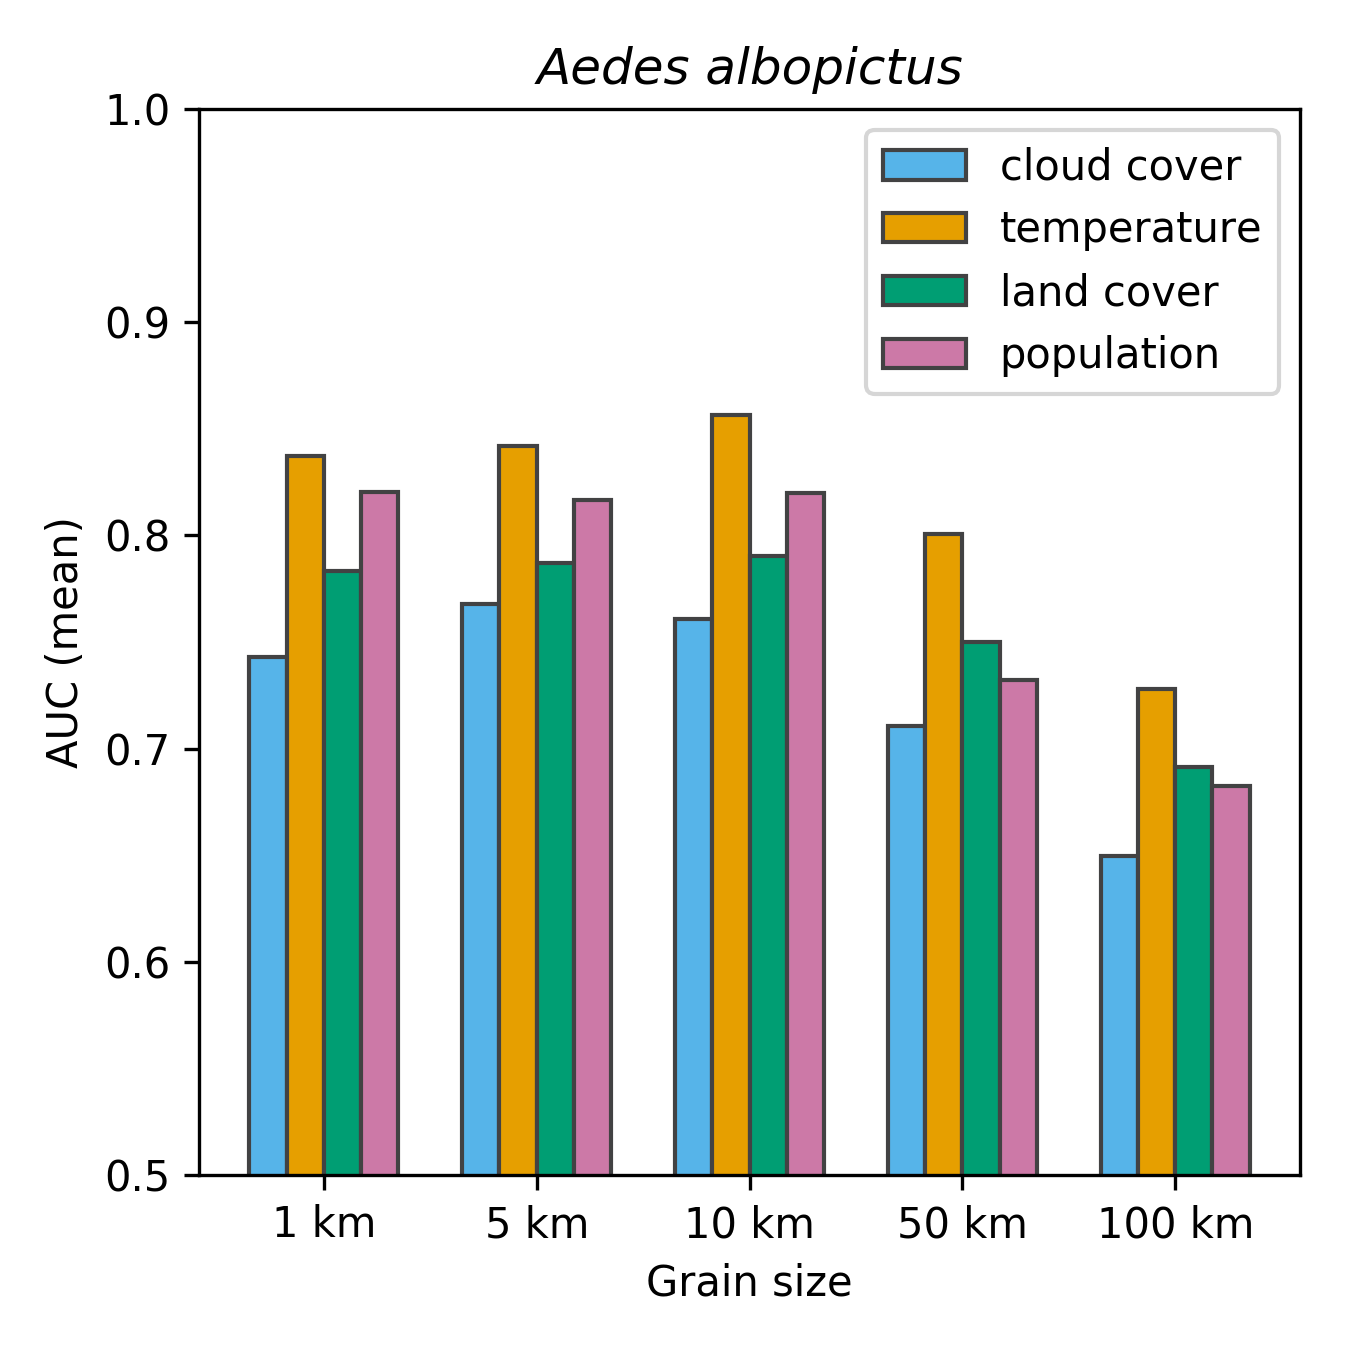 Aedes albopictus
1.0
0.9
0.8
0.7
0.6
0.5
AUC (mean)
cloud cover
temperature
land cover
population
1 km 5 km 10 km 50 km 100 km
Grain size